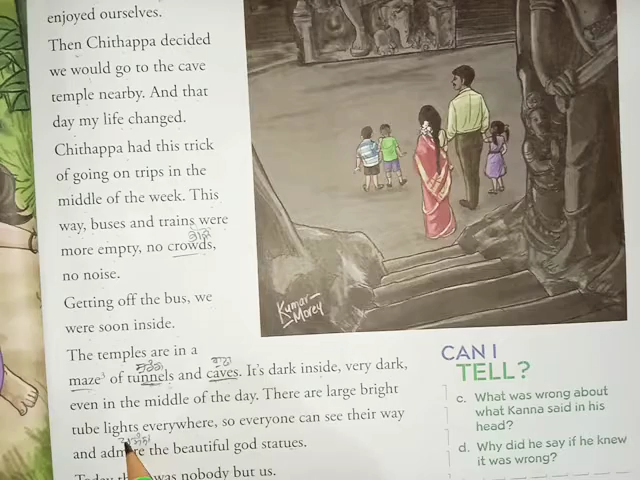 enjoyed ourselves.
Then Chithappa decided
we would go to the cave
temple nearby. And that
day my life changed.
Chithappa had this trick
of going on trips in the
middle of the week. This
way, buses and trains were
more empty, no crowds,
no noise.
Getting off the bus, we
were soon inside.
The temples are in a
maze³ of tunnels and caves. It's dark inside, very dark,
even in the middle of the day. There are large bright
tube lights everywhere, so everyone can see their way
and admire the beautiful god statues.
was nobody but us.
Kumar
Morey
CAN I
TELL?
c. What was wrong about
what Kanna said in his
head?
d. Why did he say if he knew
it was wrong?